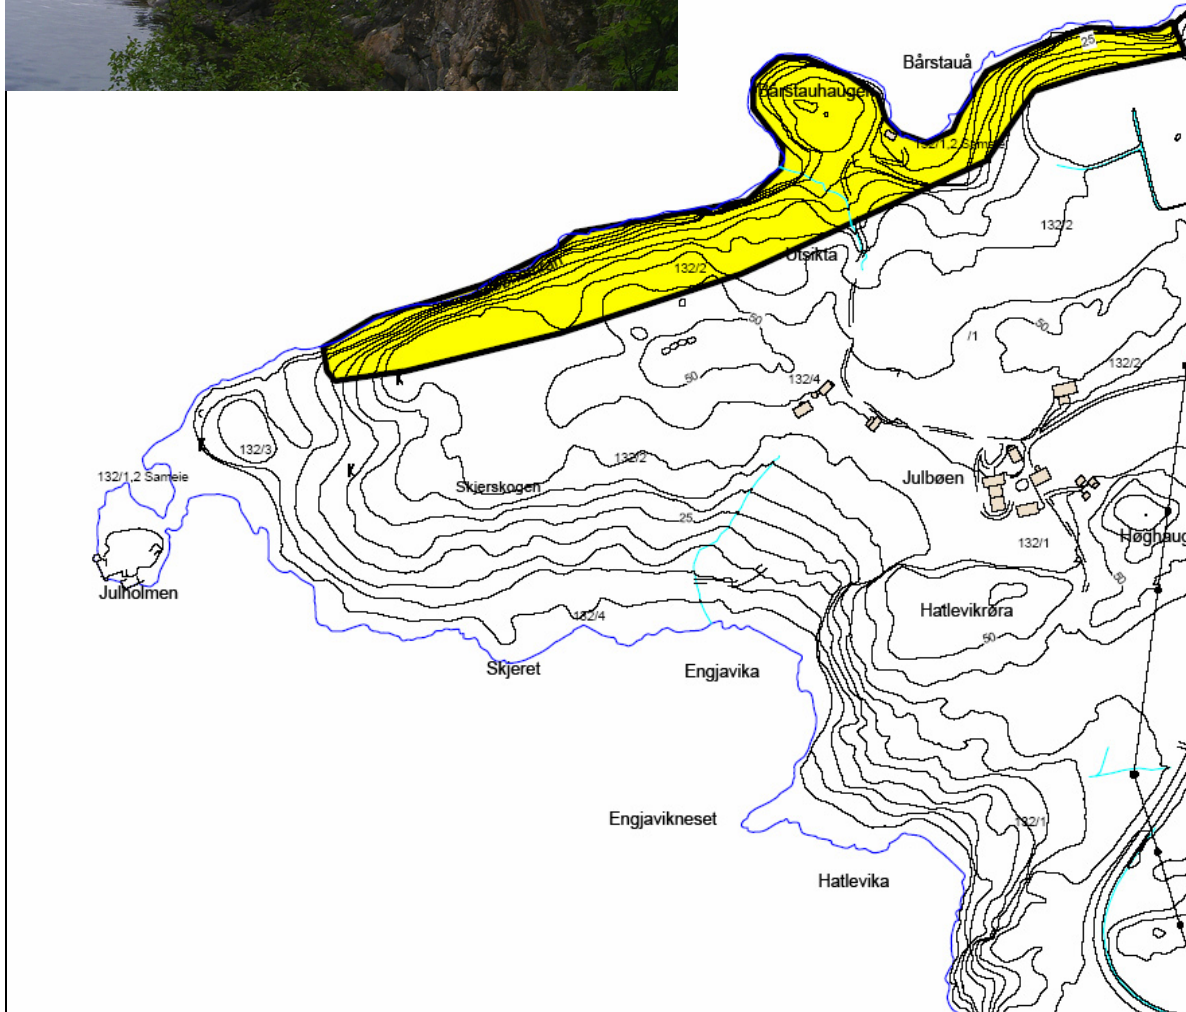 25
Bårstauå
Bårstauhaugen
132/1,2 Sameie
132/2
Utsikta
132/2
50
50
/1
132/2
50
132/4
132/3
132/2
Julbøen
132/1,2 Sameie
Skjerskogen
25
132/1
Høghaug
Julholmen
50
132/4
Hatlevikrøra
50
Skjeret
Engjavika
Engjavikneset
132/1
Hatlevika